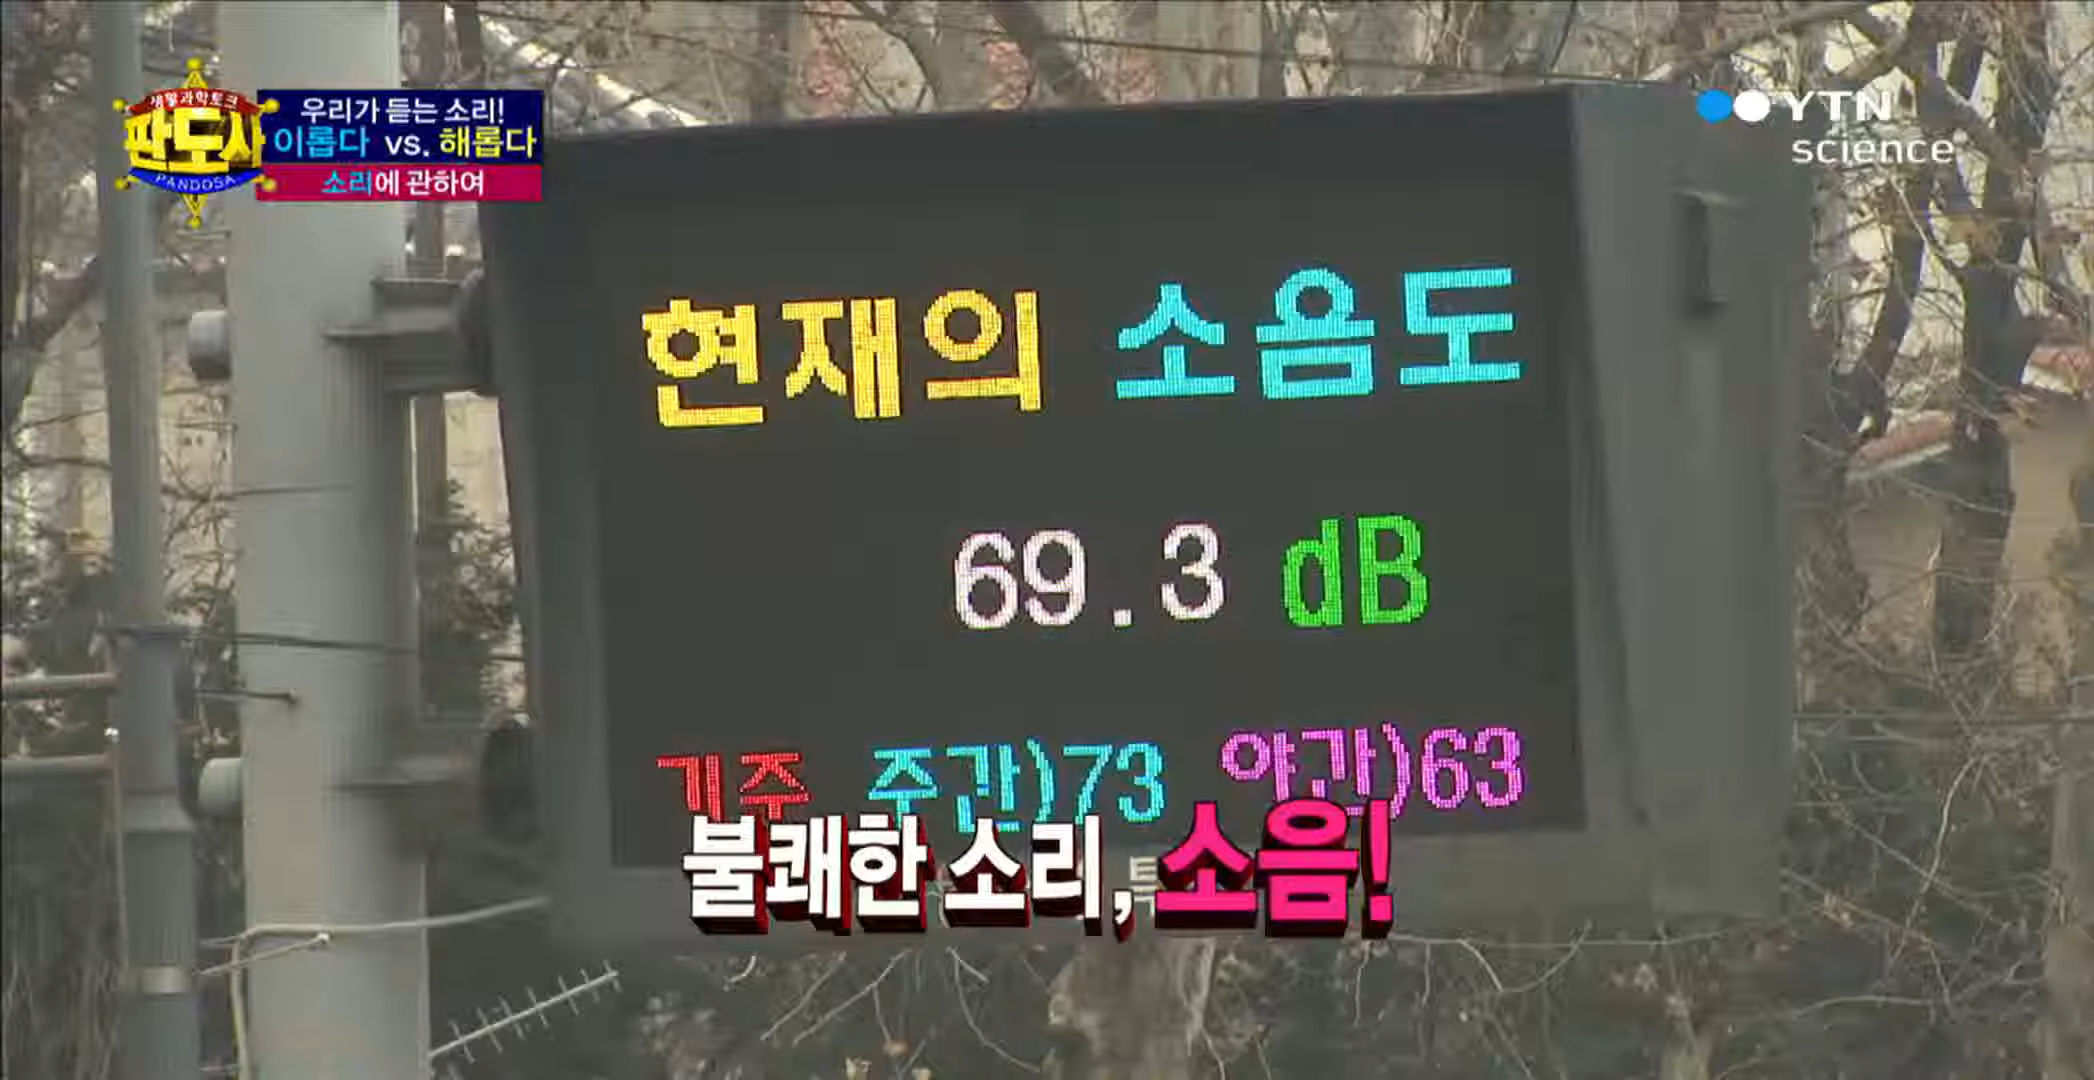 생활과학토크
판도사
PANDOSA
우리가 듣는 소리!
이롭다 vs. 해롭다
소리에 관하여
YTN
science
현재의 소음도
69.3 dB
기준 주간)73 야간)63
불쾌한 소리, 소음!